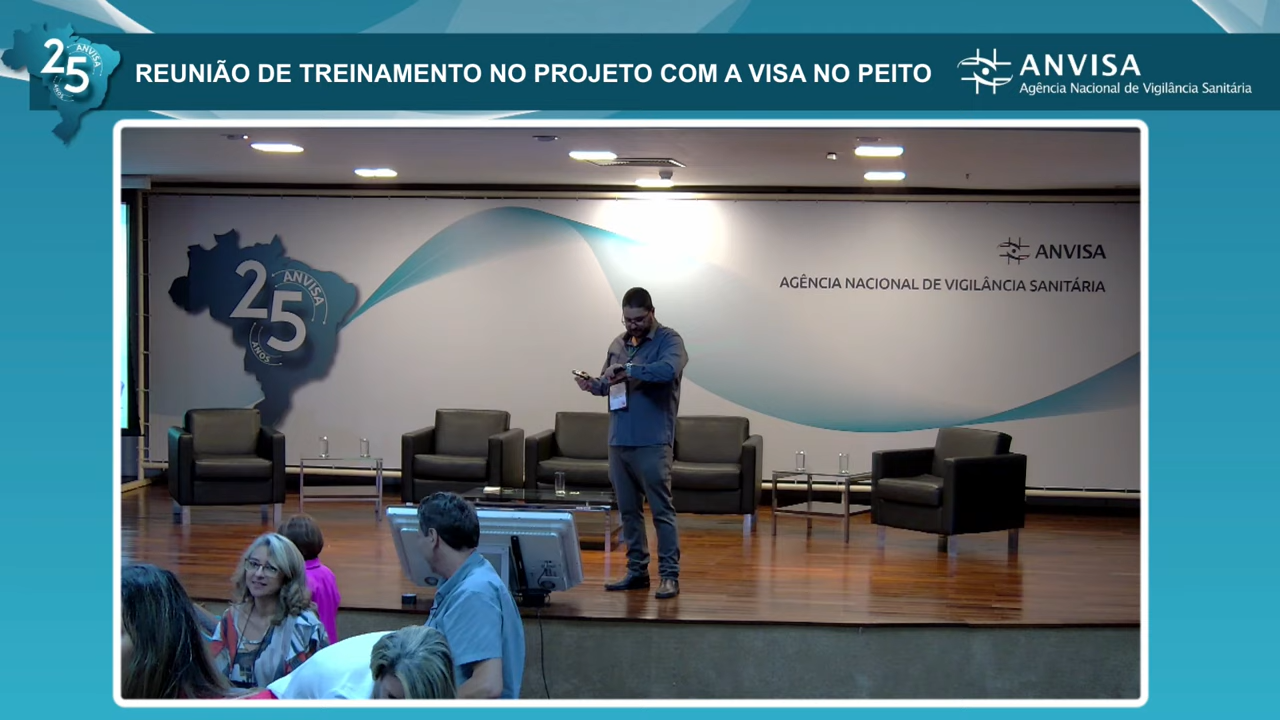 25
ANVISA
ANOS
REUNIÃO DE TREINAMENTO NO PROJETO COM A VISA NO PEITO
ANVISA
Agência Nacional de Vigilância Sanitária
25
ANVISA
ANOS
ANVISA
AGÊNCIA NACIONAL DE VIGILÂNCIA SANITÁRIA